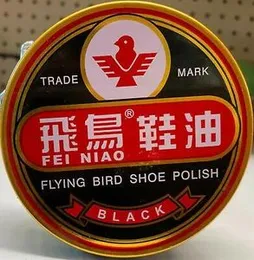 TRADE MARK
飛鳥®鞋油
FEI NIAO
FLYING BIRD SHOE POLISH
BLACK